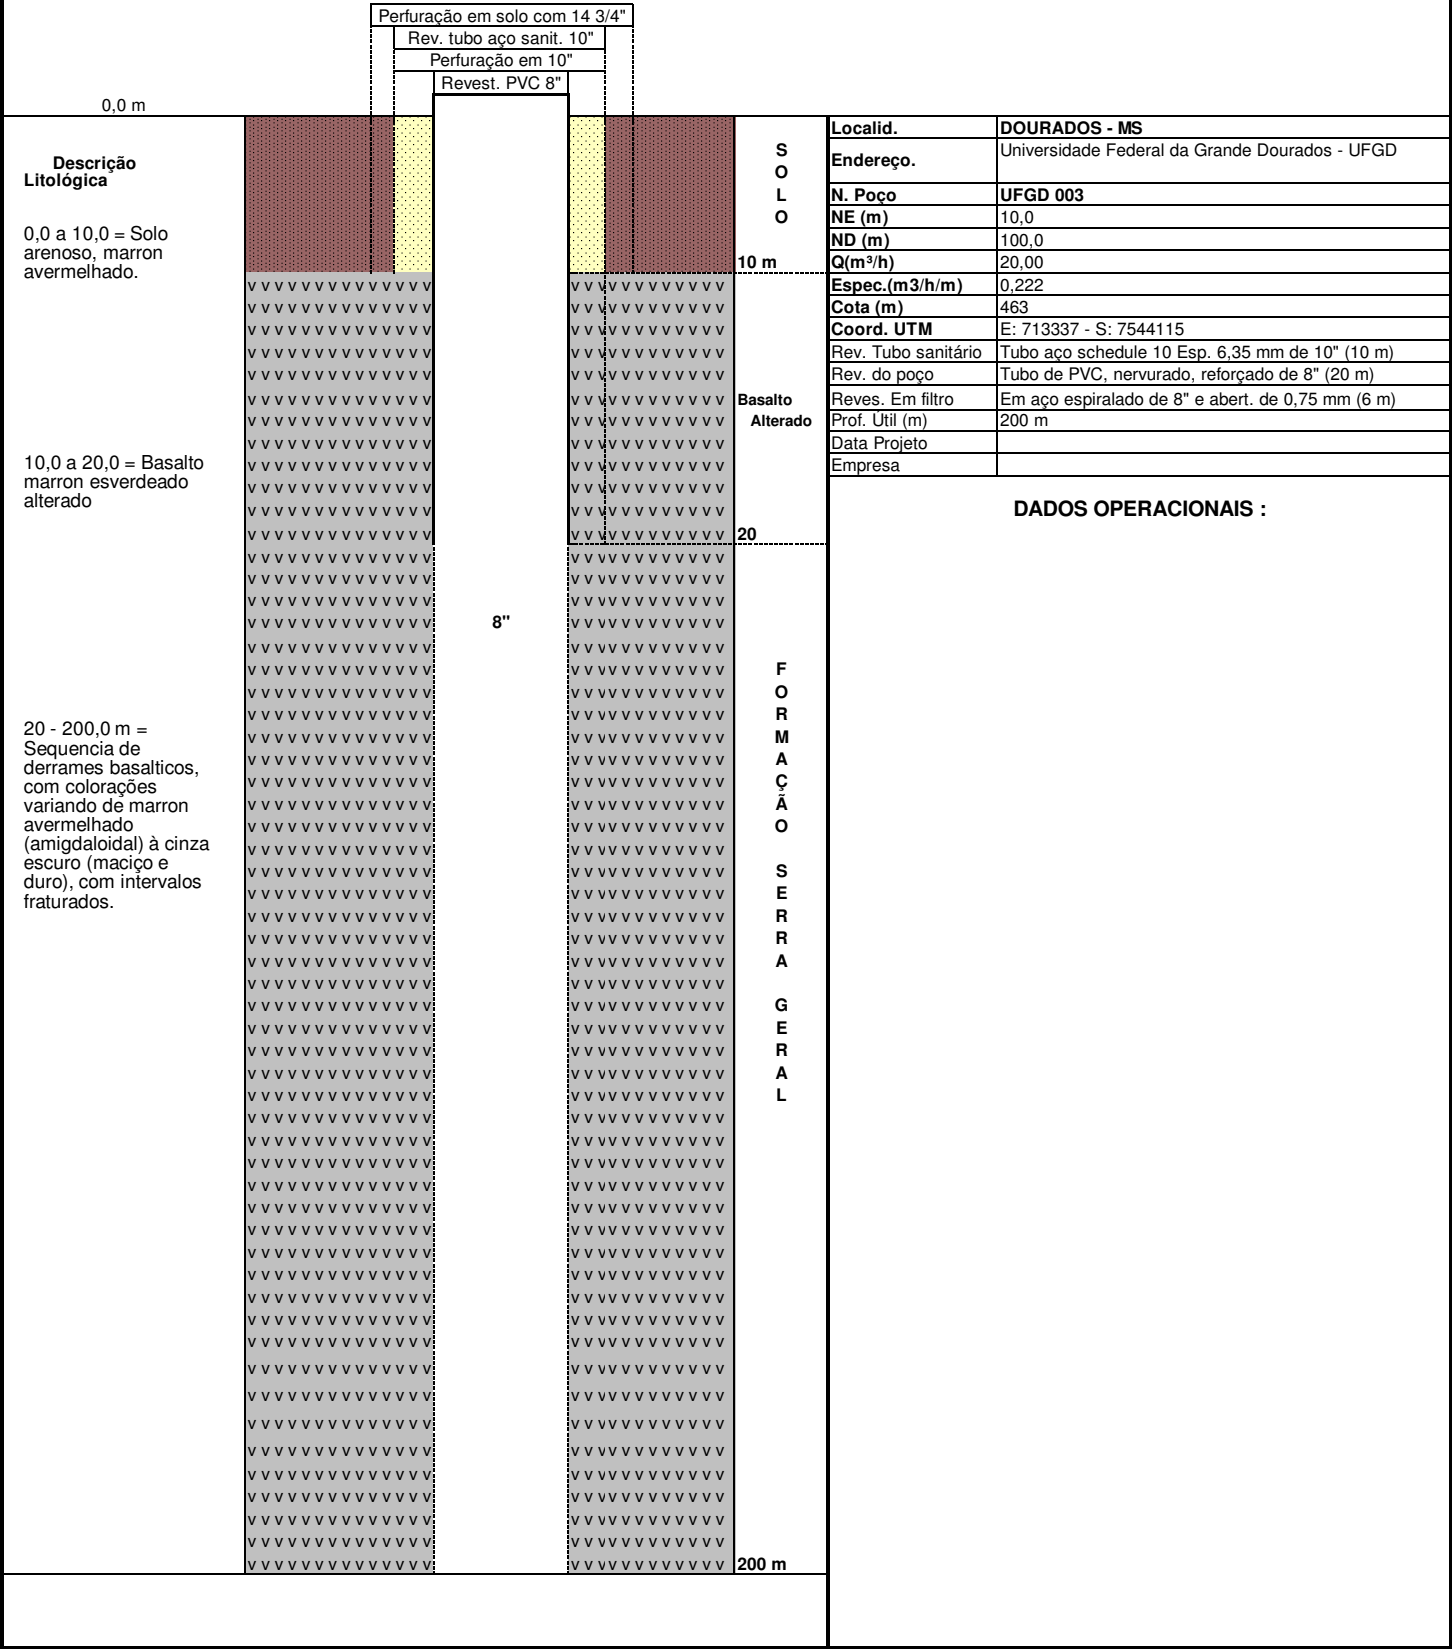 Perfuração em solo com 14 3/4"
Rev. tubo aço sanit. 10"
Perfuração em 10"
Revest. PVC 8"
0,0 m
Descrição
Litológica
0,0 a 10,0 = Solo
arenoso, marron
avermelhado.
10,0 a 20,0 = Basalto
marron esverdeado
alterado
20 - 200,0 m =
Sequencia de
derrames basalticos,
com colorações
variando de marron
avermelhado
(amigdaloidal) à cinza
escuro (maciço e
duro), com intervalos
fraturados.
8"
S
O
L
O
10 m
Basalto
Alterado
20
F
O
R
M
A
Ç
Ã
O
S
E
R
R
A
G
E
R
A
L
200 m
Localid. DOURADOS - MS
Endereço. Universidade Federal da Grande Dourados - UFGD
N. Poço UFGD 003
NE (m) 10,0
ND (m) 100,0
Q(m³/h) 20,00
Espec.(m3/h/m) 0,222
Cota (m) 463
Coord. UTM E: 713337 - S: 7544115
Rev. Tubo sanitário Tubo aço schedule 10 Esp. 6,35 mm de 10" (10 m)
Rev. do poço Tubo de PVC, nervurado, reforçado de 8" (20 m)
Reves. Em filtro Em aço espiralado de 8" e abert. de 0,75 mm (6 m)
Prof. Útil (m) 200 m
Data Projeto
Empresa
DADOS OPERACIONAIS :